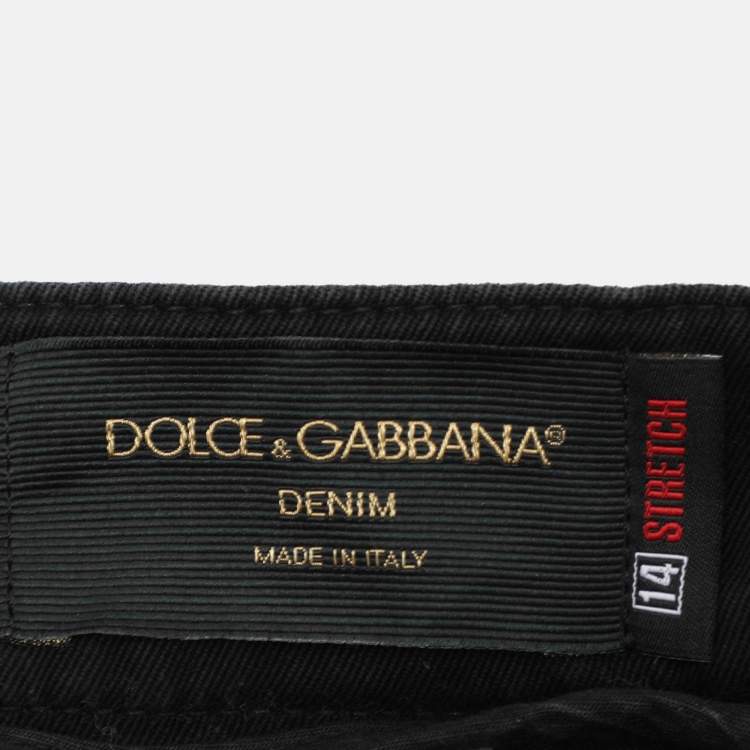 DOLCE & GABBANA®
DENIM
MADE IN ITALY
14 STRETCH